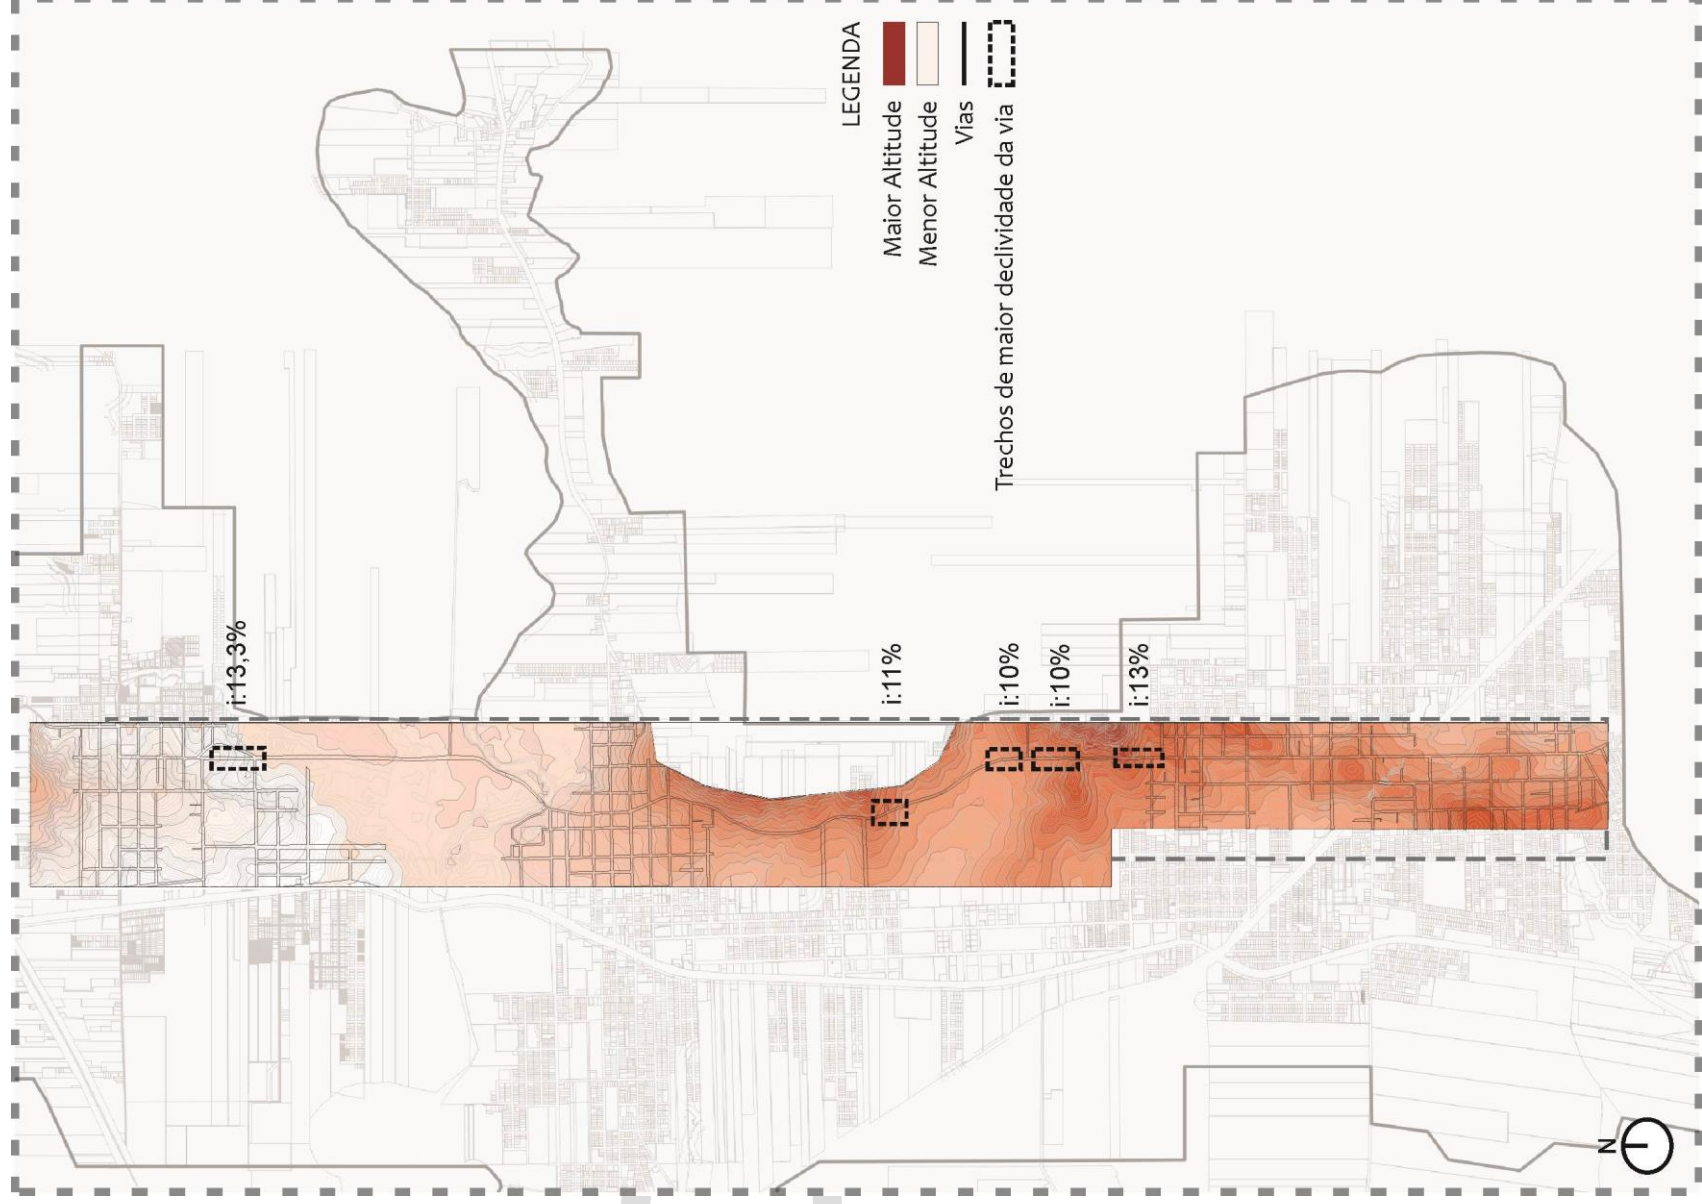 LEGENDA
Maior Altitude
Menor Altitude
Vias
Trechos de maior declividade da via
i:13,3%
i:11%
i:10%
i:10%
i:13%
N